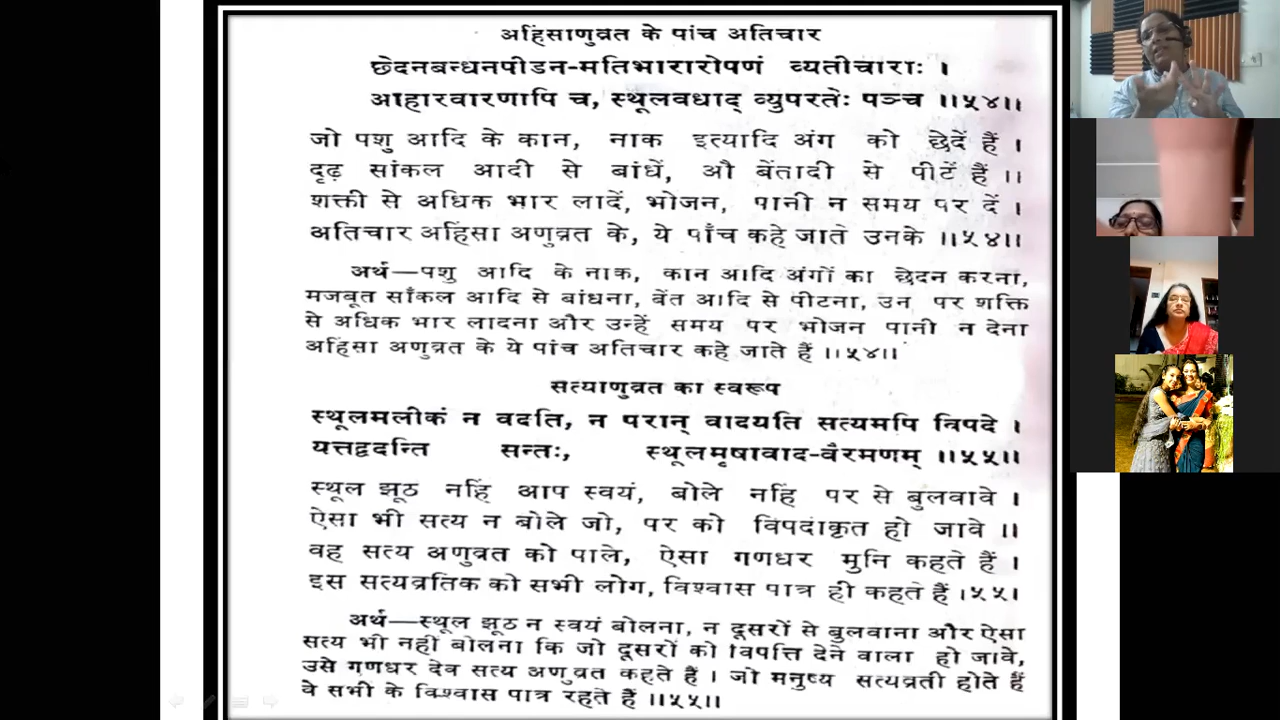 अहिंसाणुव्रत के पांच अतिचार
छेदनबन्धनपीडन-मतिभारारोपणं व्यतीचाराः ।
आहारवारणापि च, स्थूलवधाद् व्युपरतेः पञ्च ॥५४॥
जो पशु आदि के कान, नाक इत्यादि अंग को छेदें हैं ।
दृढ़ सांकल आदी से बांधें, औ बेंतादी से पीटें हैं ॥
शक्ती से अधिक भार लादें, भोजन, पानी न समय पर दें ।
अतिचार अहिंसा अणुव्रत के, ये पाँच कहे जाते उनके ॥५४॥
अर्थ—पशु आदि के नाक, कान आदि अंगों का छेदन करना,
मजबूत साँकल आदि से बांधना, बेंत आदि से पीटना, उन पर शक्ति
से अधिक भार लादना और उन्हें समय पर भोजन पानी न देना
अहिंसा अणुव्रत के ये पांच अतिचार कहे जाते हैं ॥५४॥
सत्याणुव्रत का स्वरूप
स्थूलमलीकं न वदति, न परान् वादयति सत्यमपि विपदे ।
यत्तद्वदन्ति सन्तः, स्थूलमृषावाद-वैरमणम् ॥५५॥
स्थूल झूठ नहिं आप स्वयं, बोले नहिं पर से बुलवावे ।
ऐसा भी सत्य न बोले जो, पर को विपदाकृत हो जावे ॥
वह सत्य अणुव्रत को पाले, ऐसा गणधर मुनि कहते हैं ।
इस सत्यव्रतिक को सभी लोग, विश्वास पात्र ही कहते हैं ।५५।
अर्थ—स्थूल झूठ न स्वयं बोलना, न दूसरों से बुलवाना और ऐसा
सत्य भी नहीं बोलना कि जो दूसरों को विपत्ति देने वाला हो जावे,
उसे गणधर देव सत्य अणुव्रत कहते हैं । जो मनुष्य सत्यव्रती होते हैं
वे सभी के विश्वास पात्र रहते हैं ॥५५॥